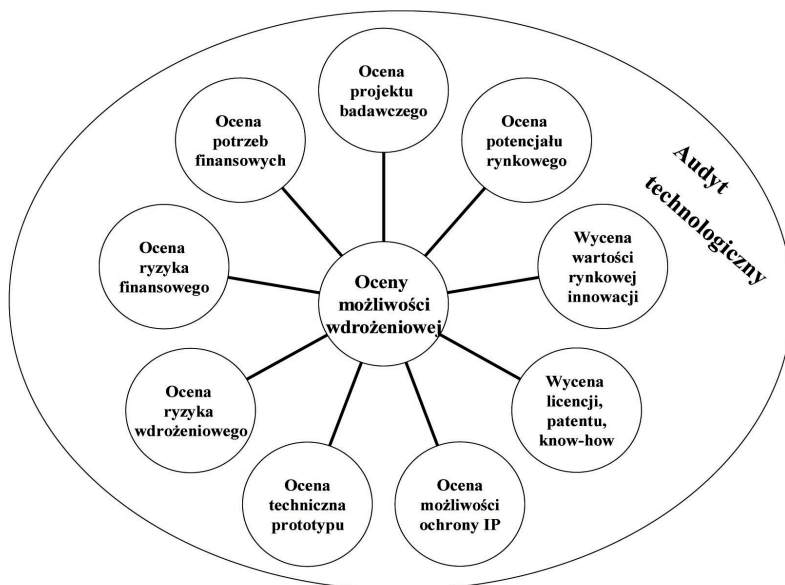 Ocena
projektu
badawczego
Ocena
potencjału
rynkowego
Wycena
wartości
rynkowej
innowacji
Wycena
licencji,
patentu,
know-how
Ocena
możliwości
ochrony IP
Ocena
techniczna
prototypu
Ocena
ryzyka
wdrożeniowego
Ocena
ryzyka
finansowego
Ocena
potrzeb
finansowych
Oceny
możliwości
wdrożeniowej
Audyt
technologiczny